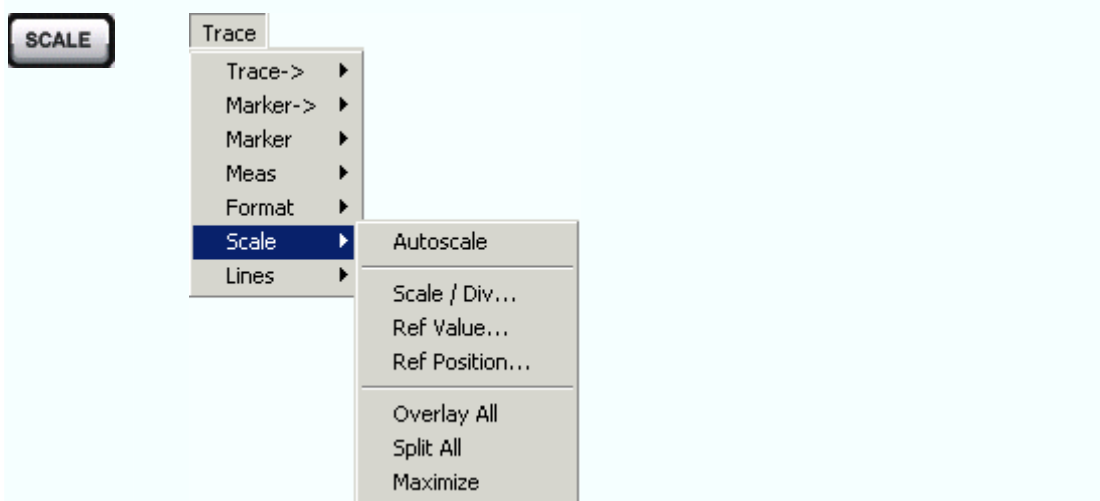 SCALE
Trace
Trace->
Marker->
Marker
Meas
Format
Scale
Lines
Autoscale
Scale / Div...
Ref Value...
Ref Position...
Overlay All
Split All
Maximize